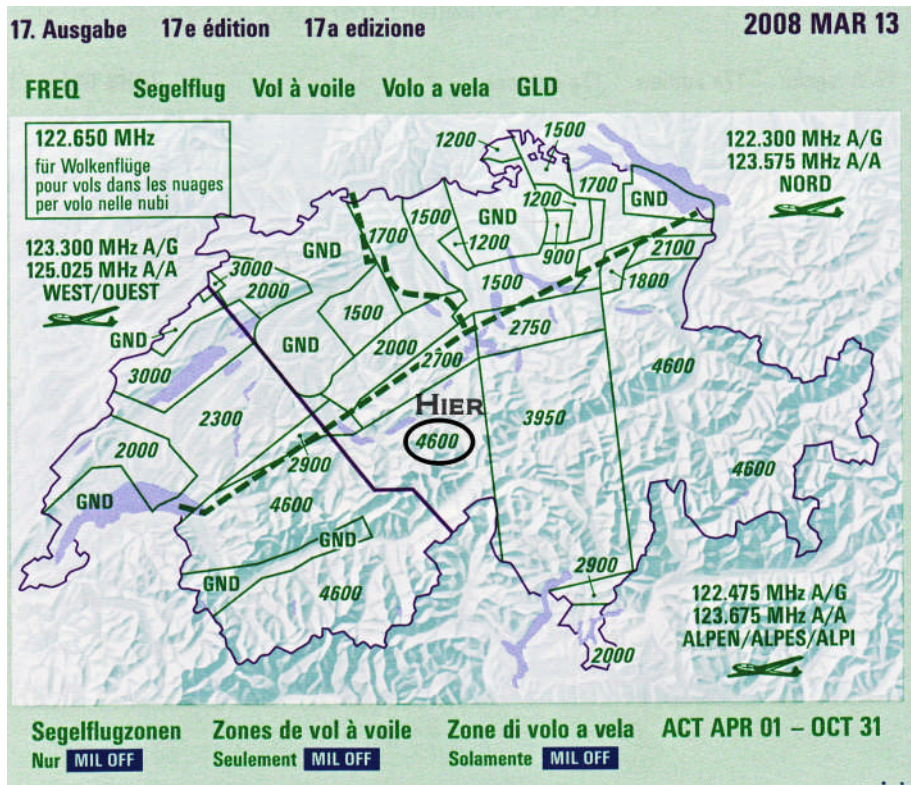 17. Ausgabe 17e édition 17a edizione 2008 MAR 13
FREQ Segelflug Vol à voile Volo a vela GLD
122.650 MHz
für Wolkenflüge
pour vols dans les nuages
per volo nelle nubi
123.300 MHz A/G
125.025 MHz A/A
WEST/OUEST
122.300 MHz A/G
123.575 MHz A/A
NORD
1200
1500
1700
GND
1500
1700
GND
1200
GND
1200
900
2100
1800
3000
2000
1500
1500
GND
GND
2000
2700
2750
3000
HIER
4600
2300
3950
4600
2000
2900
4600
GND
4600
GND
GND
4600
2900
2000
122.475 MHz A/G
123.675 MHz A/A
ALPEN/ALPES/ALPI
Segelflugzonen Zones de vol à voile Zone di volo a vela ACT APR 01 – OCT 31
Nur MIL OFF Seulement MIL OFF Solamente MIL OFF